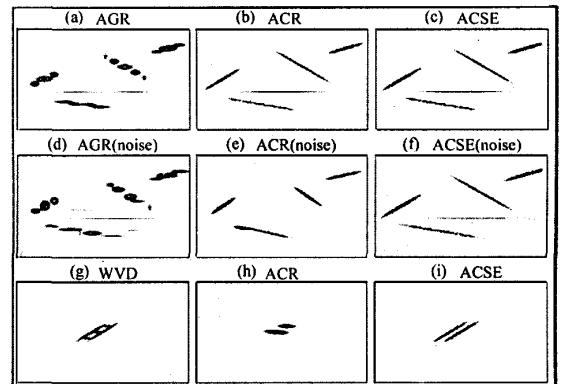 (a) AGR
(b) ACR
(c) ACSE
(d) AGR(noise)
(e) ACR(noise)
(f) ACSE(noise)
(g) WVD
(h) ACR
(i) ACSE